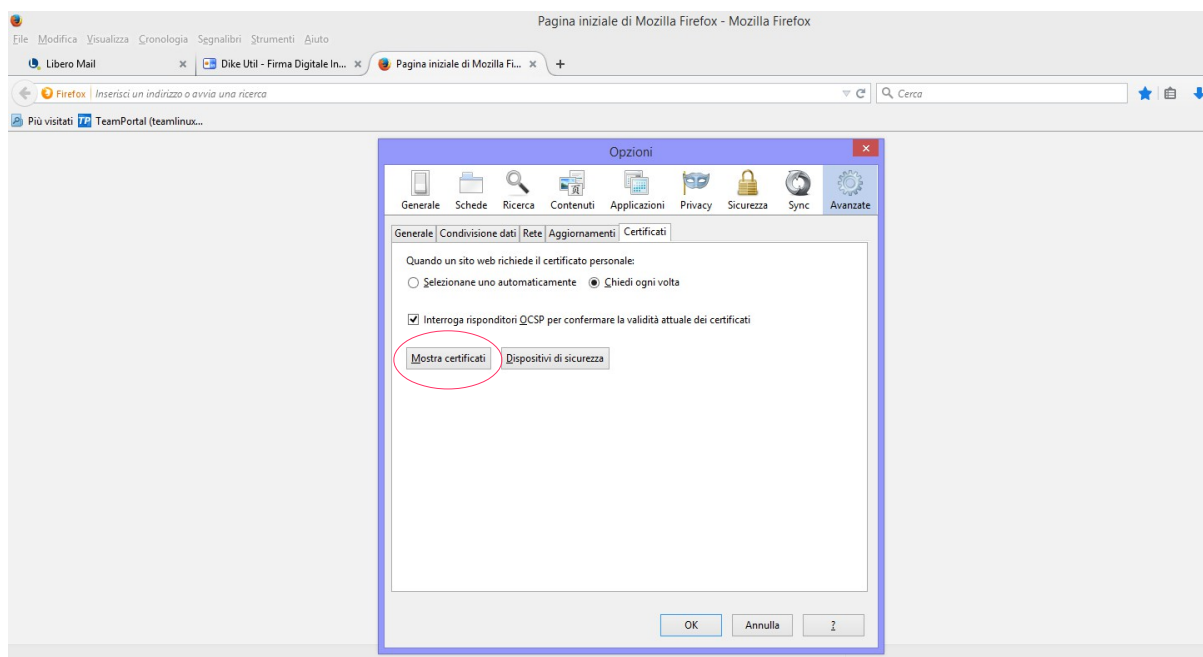 Pagina iniziale di Mozilla Firefox - Mozilla Firefox
File Modifica Visualizza Cronologia Segnalibri Strumenti Aiuto
Libero Mail Dike Util - Firma Digitale In... Pagina iniziale di Mozilla Fi...
Firefox Inserisci un indirizzo o avvia una ricerca Cerca
Più visitati TP TeamPortal (teamlinux...
Opzioni
Generale Schede Ricerca Contenuti Applicazioni Privacy Sicurezza Sync Avanzate
Generale Condivisione dati Rete Aggiornamenti Certificati
Quando un sito web richiede il certificato personale:
Selezionane uno automaticamente Chiedi ogni volta
Interroga risponditori OCSP per confermare la validità attuale dei certificati
Mostra certificati Dispositivi di sicurezza
OK Annulla ?